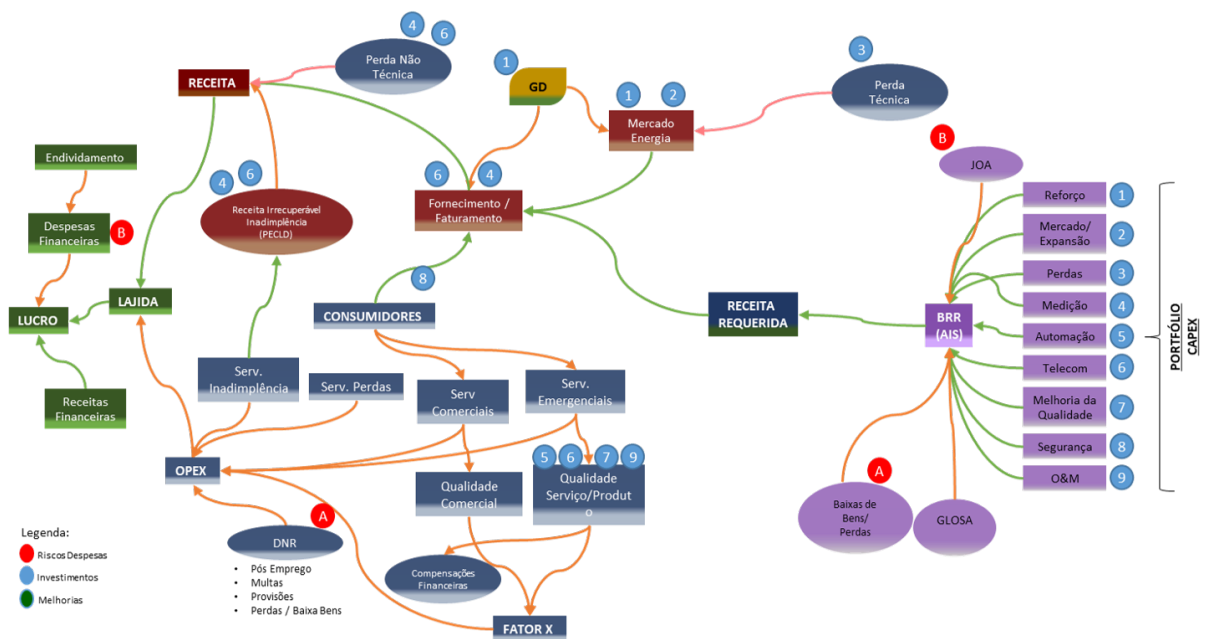 4
6
Perda Não
Técnica
RECEITA
1
GD
1
2
Mercado
Energia
3
Perda
Técnica
Endividamento
Despesas
Financeiras
B
4
6
Receita Irrecuperável
Inadimplência
(PECLD)
6
4
Fornecimento /
Faturamento
B
JOA
Reforço
1
Mercado/
Expansão
2
Perdas
3
Medição
4
Automação
5
Telecom
6
Melhoria da
Qualidade
7
Segurança
8
O&M
9
PORTFÓLIO
CAPEX
LAJIDA
LUCRO
Receitas
Financeiras
8
CONSUMIDORES
RECEITA
REQUERIDA
BRR
(AIS)
Serv.
Inadimplência
Serv. Perdas
Serv
Comerciais
Serv.
Emergenciais
OPEX
Qualidade
Comercial
5
6
7
9
Qualidade
Serviço/Produt
o
A
Baixas de
Bens/
Perdas
GLOSA
A
DNR
• Pós Emprego
• Multas
• Provisões
• Perdas / Baixa Bens
Compensações
Financeiras
FATOR X
Legenda:
Riscos Despesas
Investimentos
Melhorias